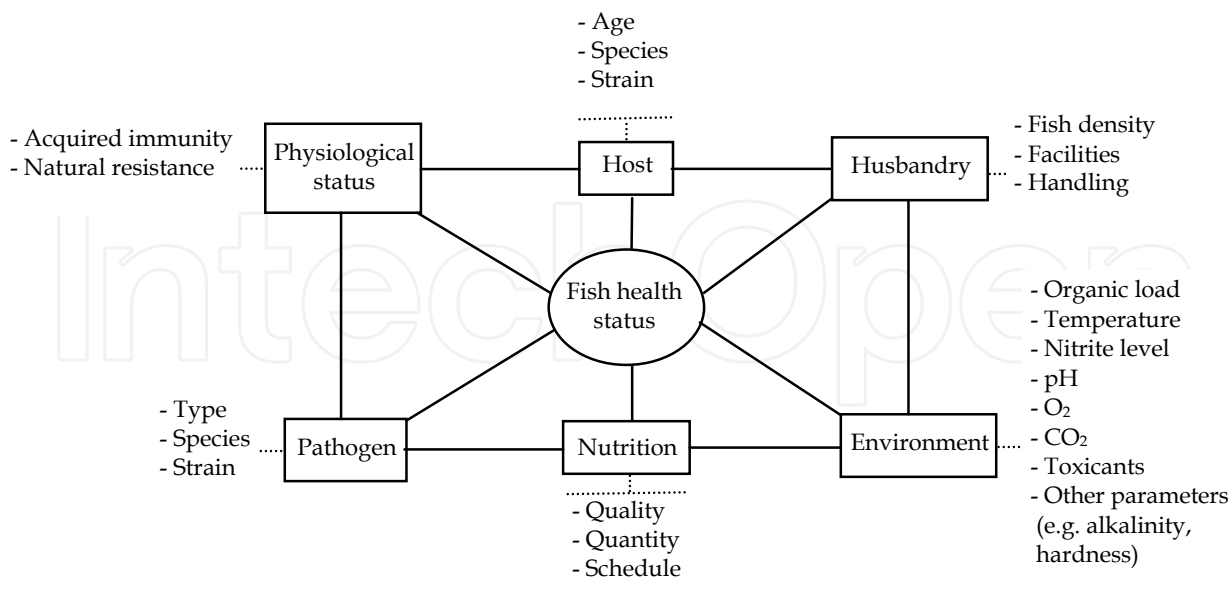 - Age
- Species
- Strain
- Acquired immunity
- Natural resistance
Physiological
status
Host
Husbandry
- Fish density
- Facilities
- Handling
IntechOpen
Fish health
status
- Organic load
- Temperature
- Nitrite level
- pH
- O₂
- CO₂
- Toxicants
- Other parameters
(e.g. alkalinity,
hardness)
- Type
- Species
- Strain
Pathogen
Nutrition
Environment
- Quality
- Quantity
- Schedule